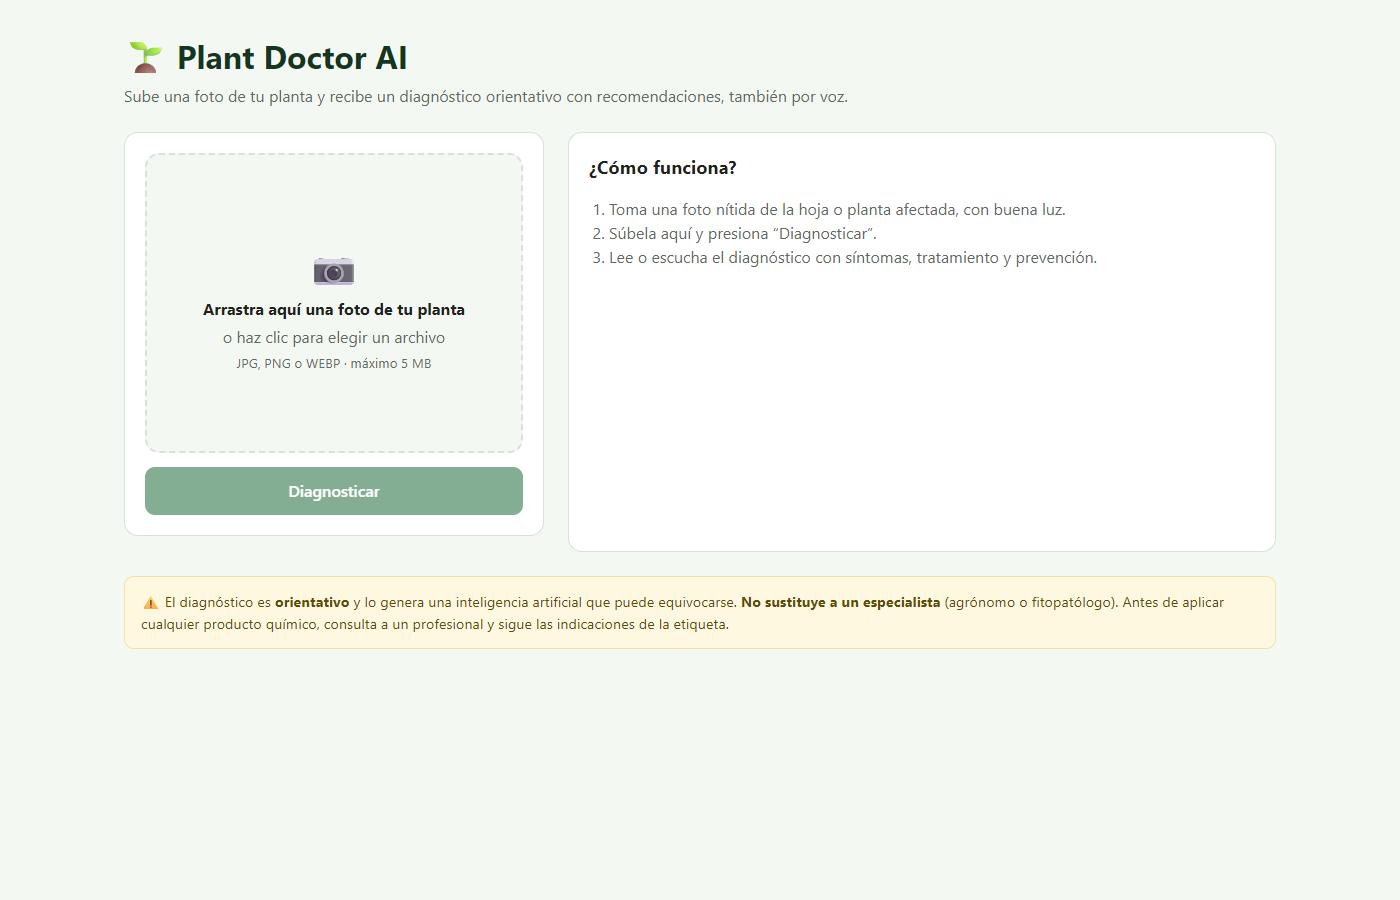 Plant Doctor AI
Sube una foto de tu planta y recibe un diagnóstico orientativo con recomendaciones, también por voz.
Arrastra aquí una foto de tu planta
o haz clic para elegir un archivo
JPG, PNG o WEBP · máximo 5 MB
Diagnosticar
¿Cómo funciona?
1. Toma una foto nítida de la hoja o planta afectada, con buena luz.
2. Súbela aquí y presiona “Diagnosticar”.
3. Lee o escucha el diagnóstico con síntomas, tratamiento y prevención.
⚠️ El diagnóstico es orientativo y lo genera una inteligencia artificial que puede equivocarse. No sustituye a un especialista (agrónomo o fitopatólogo). Antes de aplicar
cualquier producto químico, consulta a un profesional y sigue las indicaciones de la etiqueta.